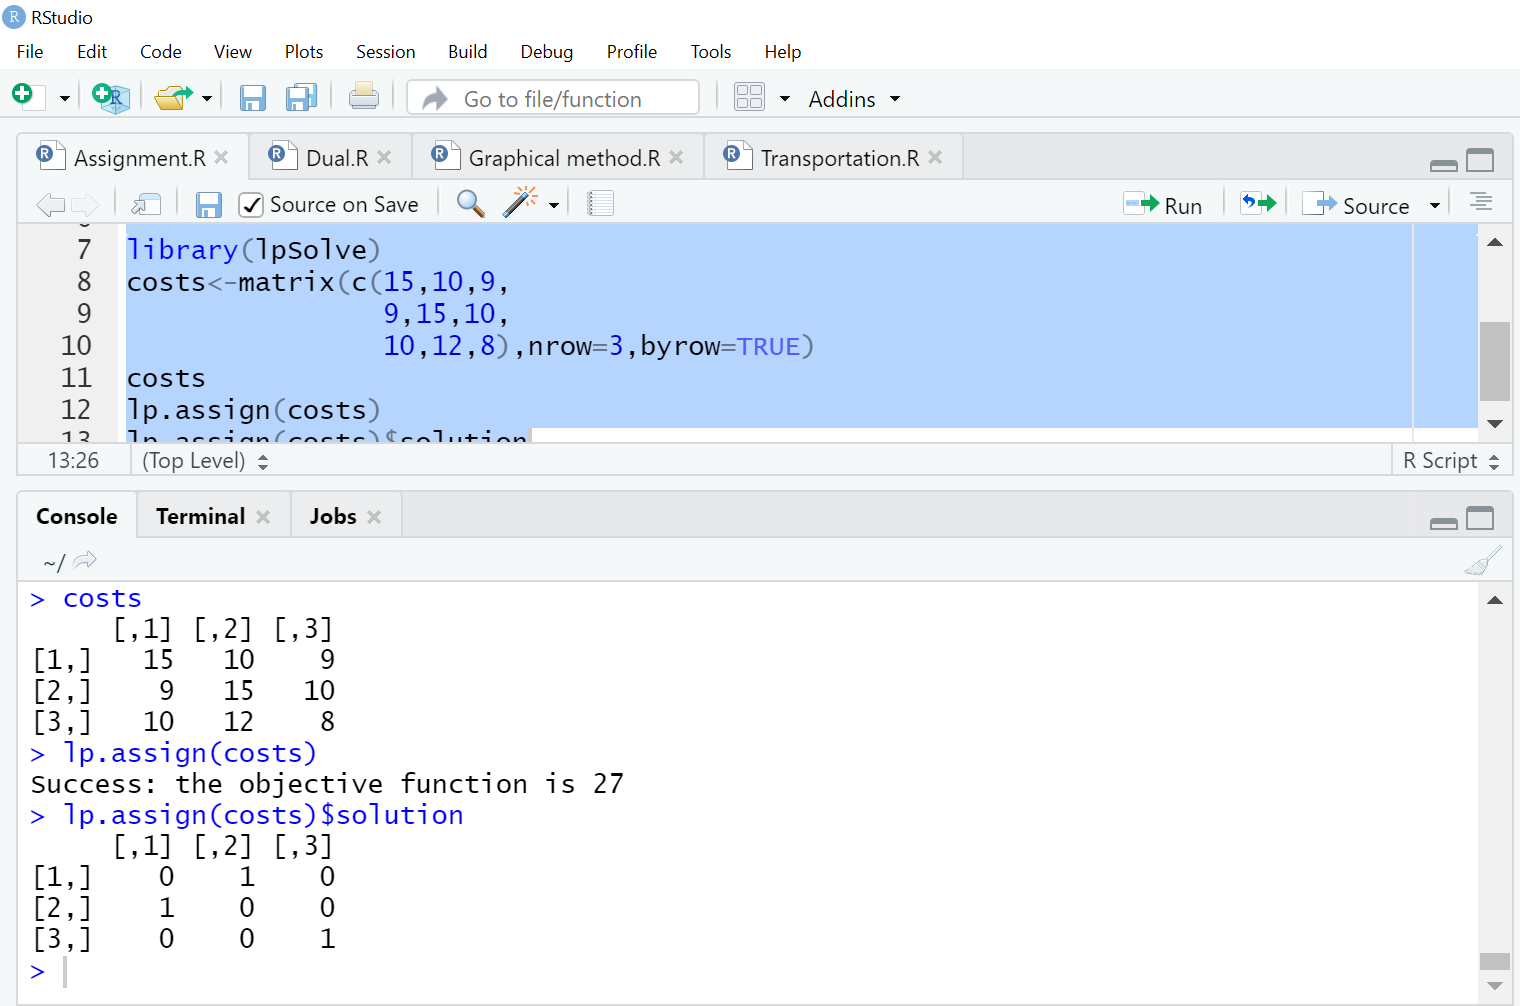 R RStudio
File Edit Code View Plots Session Build Debug Profile Tools Help
Go to file/function Addins
Assignment.R Dual.R Graphical method.R Transportation.R
Source on Save Run Source
7 library(lpSolve)
8 costs<-matrix(c(15,10,9,
9 9,15,10,
10 10,12,8),nrow=3,byrow=TRUE)
11 costs
12 lp.assign(costs)
13 lp.assign(costs)$solution
13:26 (Top Level) R Script
Console Terminal Jobs
~/
> costs
[,1] [,2] [,3]
[1,] 15 10 9
[2,] 9 15 10
[3,] 10 12 8
> lp.assign(costs)
Success: the objective function is 27
> lp.assign(costs)$solution
[,1] [,2] [,3]
[1,] 0 1 0
[2,] 1 0 0
[3,] 0 0 1
>